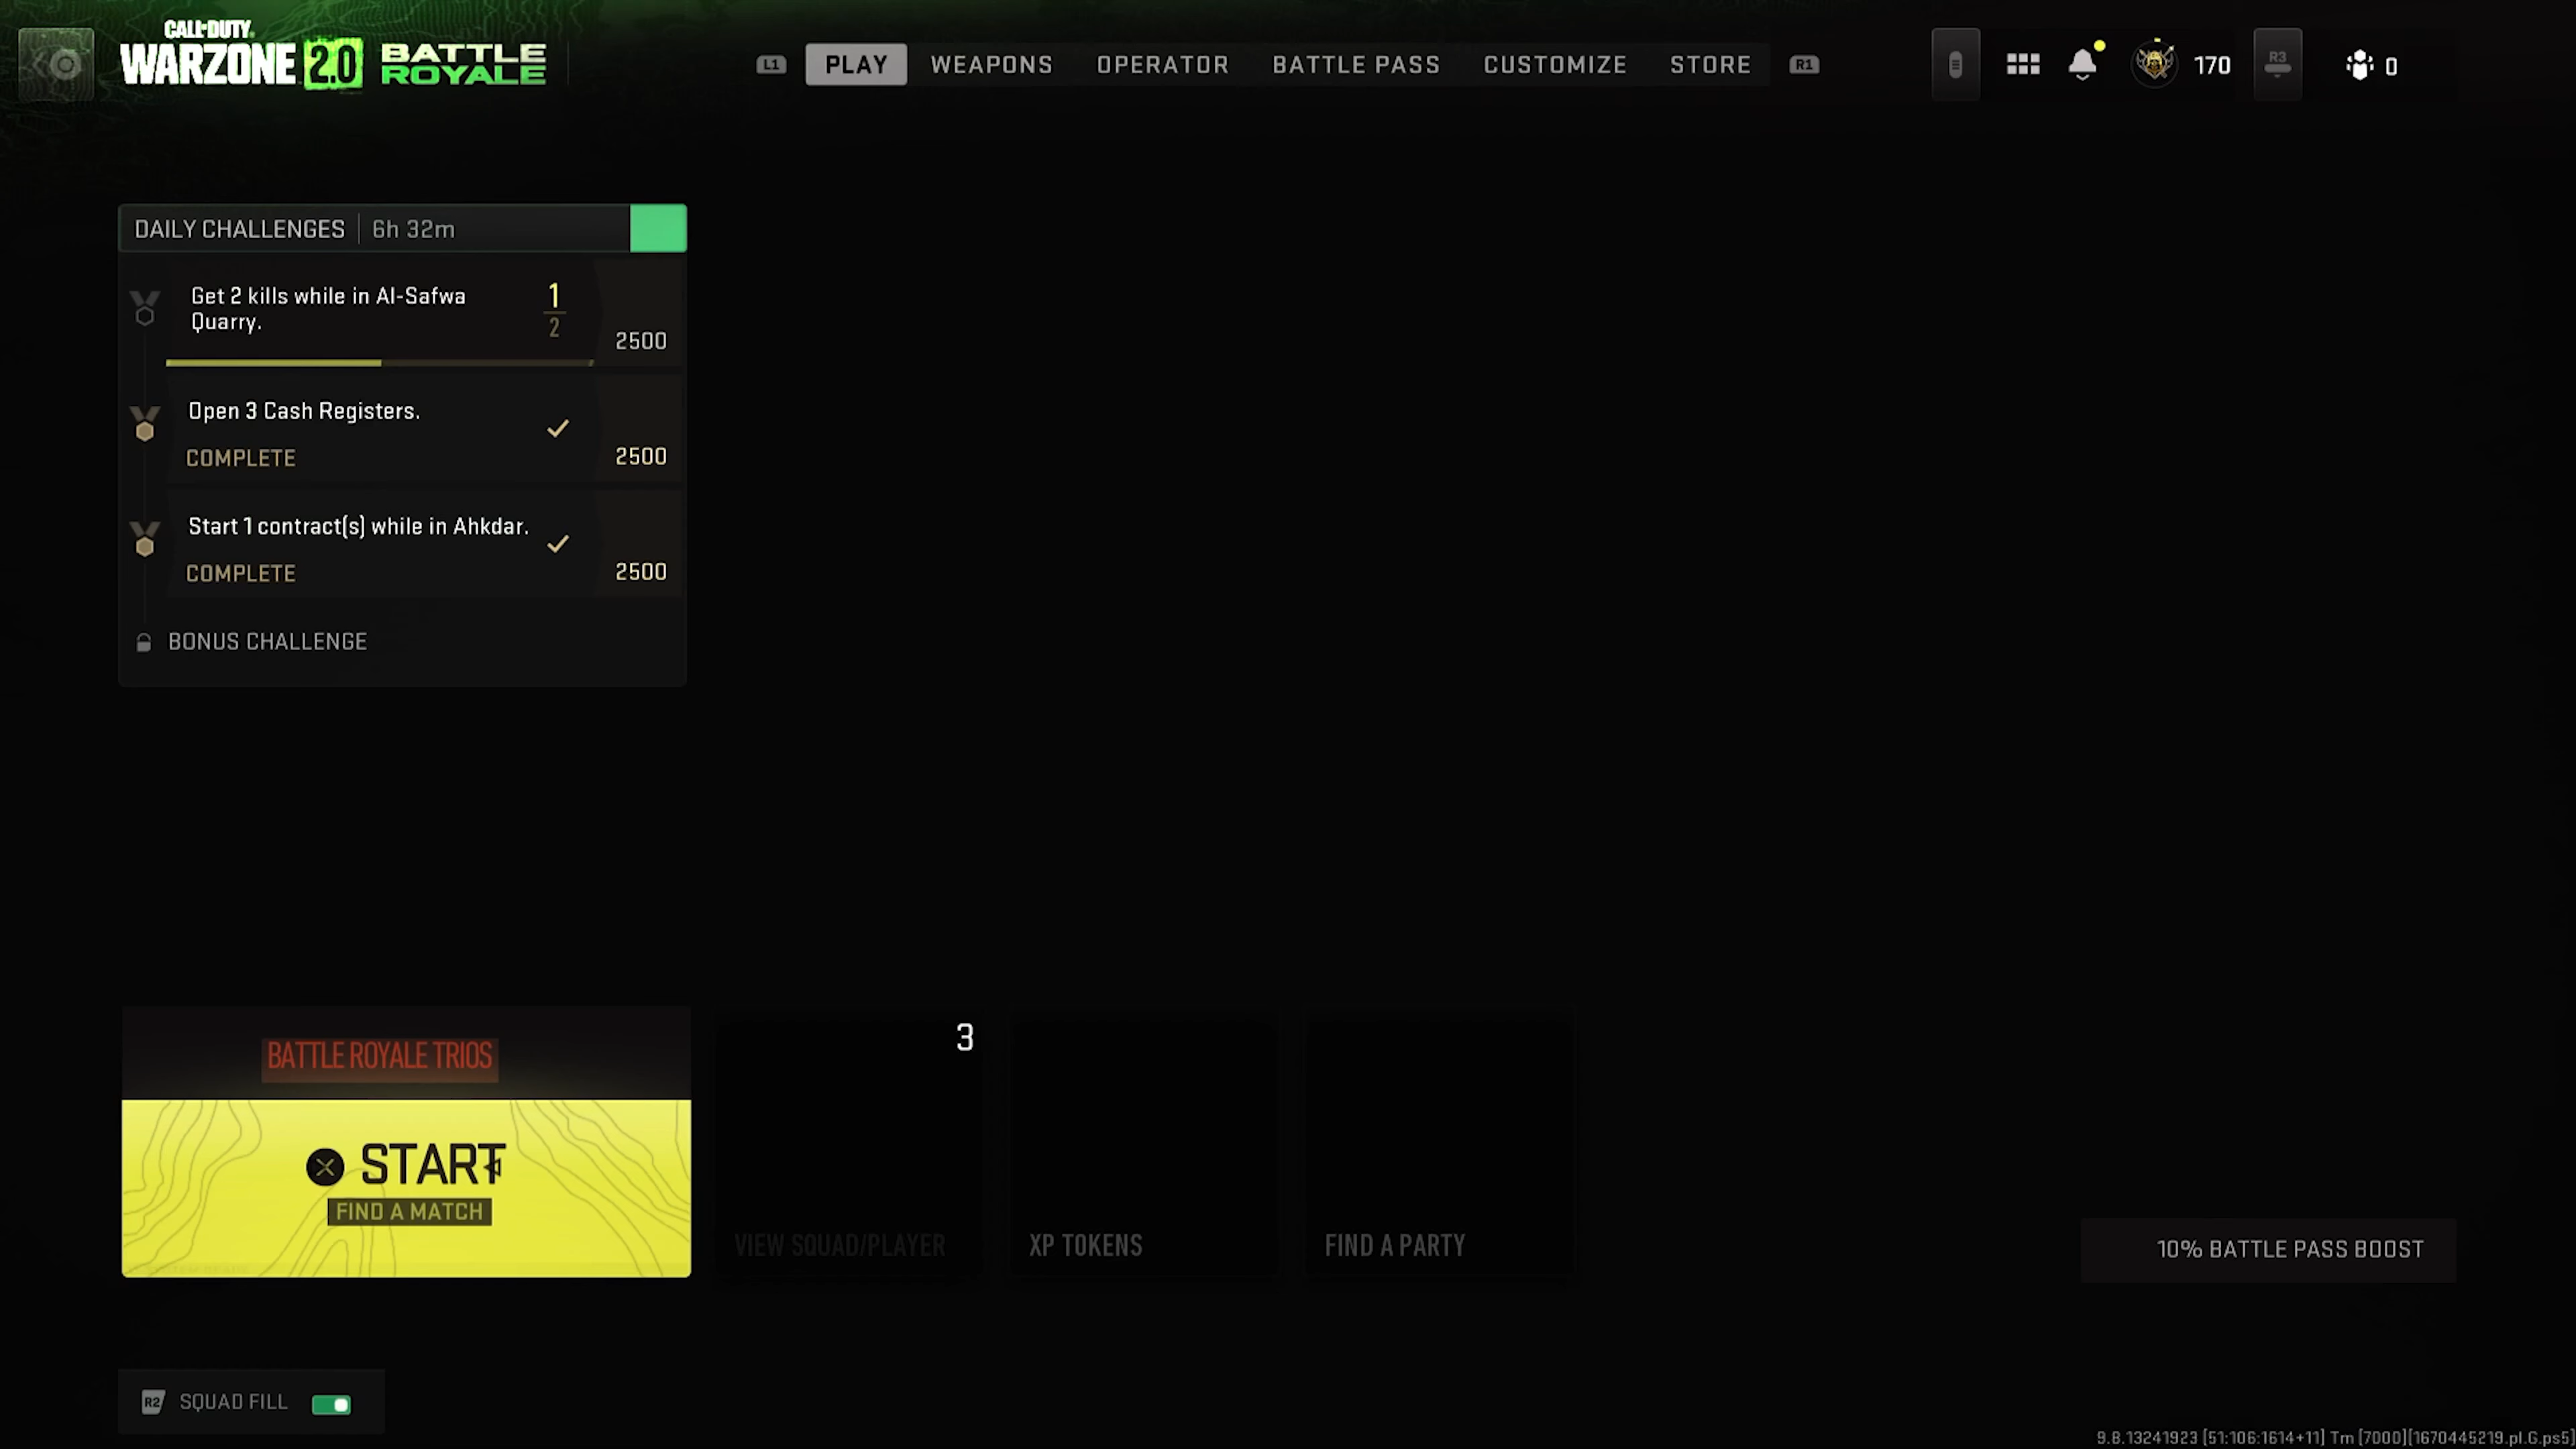 CALL OF DUTY
WARZONE 2.0 BATTLE ROYALE
L1 PLAY WEAPONS OPERATOR BATTLE PASS CUSTOMIZE STORE R1
170 R3 0
DAILY CHALLENGES 6h 32m
Get 2 kills while in Al-Safwa
Quarry.
1
2
2500
Open 3 Cash Registers.
COMPLETE
2500
Start 1 contract(s) while in Ahkdar.
COMPLETE
2500
BONUS CHALLENGE
BATTLE ROYALE TRIOS
START
FIND A MATCH
3
VIEW SQUAD/PLAYER
XP TOKENS
FIND A PARTY
10% BATTLE PASS BOOST
R2 SQUAD FILL
9.8.13241923 [51:106:1614+11] Tm [7000][1670445219.pl.G.ps5]